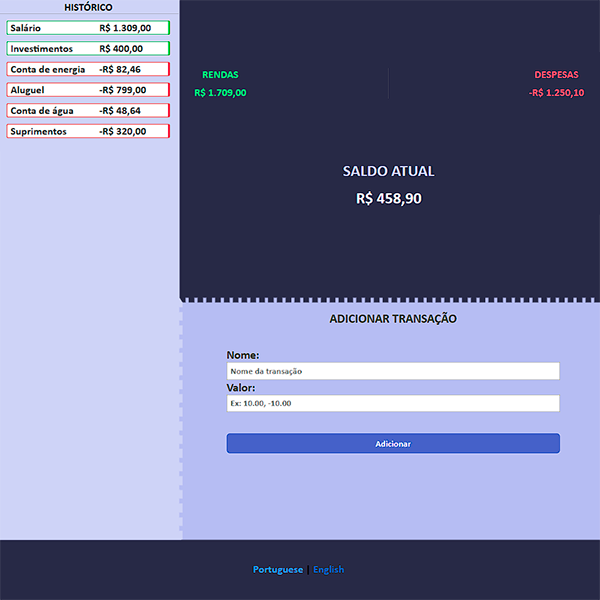 HISTÓRICO
Salário R$ 1.309,00
Investimentos R$ 400,00
Conta de energia -R$ 82,46
Aluguel -R$ 799,00
Conta de água -R$ 48,64
Suprimentos -R$ 320,00
RENDAS
R$ 1.709,00
DESPESAS
-R$ 1.250,10
SALDO ATUAL
R$ 458,90
ADICIONAR TRANSAÇÃO
Nome:
Nome da transação
Valor:
Ex: 10.00, -10.00
Adicionar
Portuguese | English